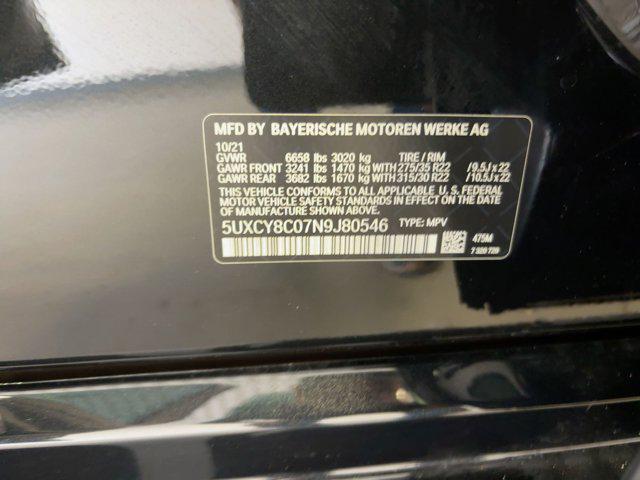 MFD BY BAYERISCHE MOTOREN WERKE AG
10/21
GVWR 6658 lbs 3020 kg TIRE / RIM
GAWR FRONT 3241 lbs 1470 kg WITH 275/35 R22 /9.5J x 22
GAWR REAR 3682 lbs 1670 kg WITH 315/30 R22 /10.5J x 22
THIS VEHICLE CONFORMS TO ALL APPLICABLE U. S. FEDERAL
MOTOR VEHICLE SAFETY STANDARDS IN EFFECT ON THE
DATE OF MANUFACTURE SHOWN ABOVE.
5UXCY8C07N9J80546 TYPE: MPV
475M
7 329 729